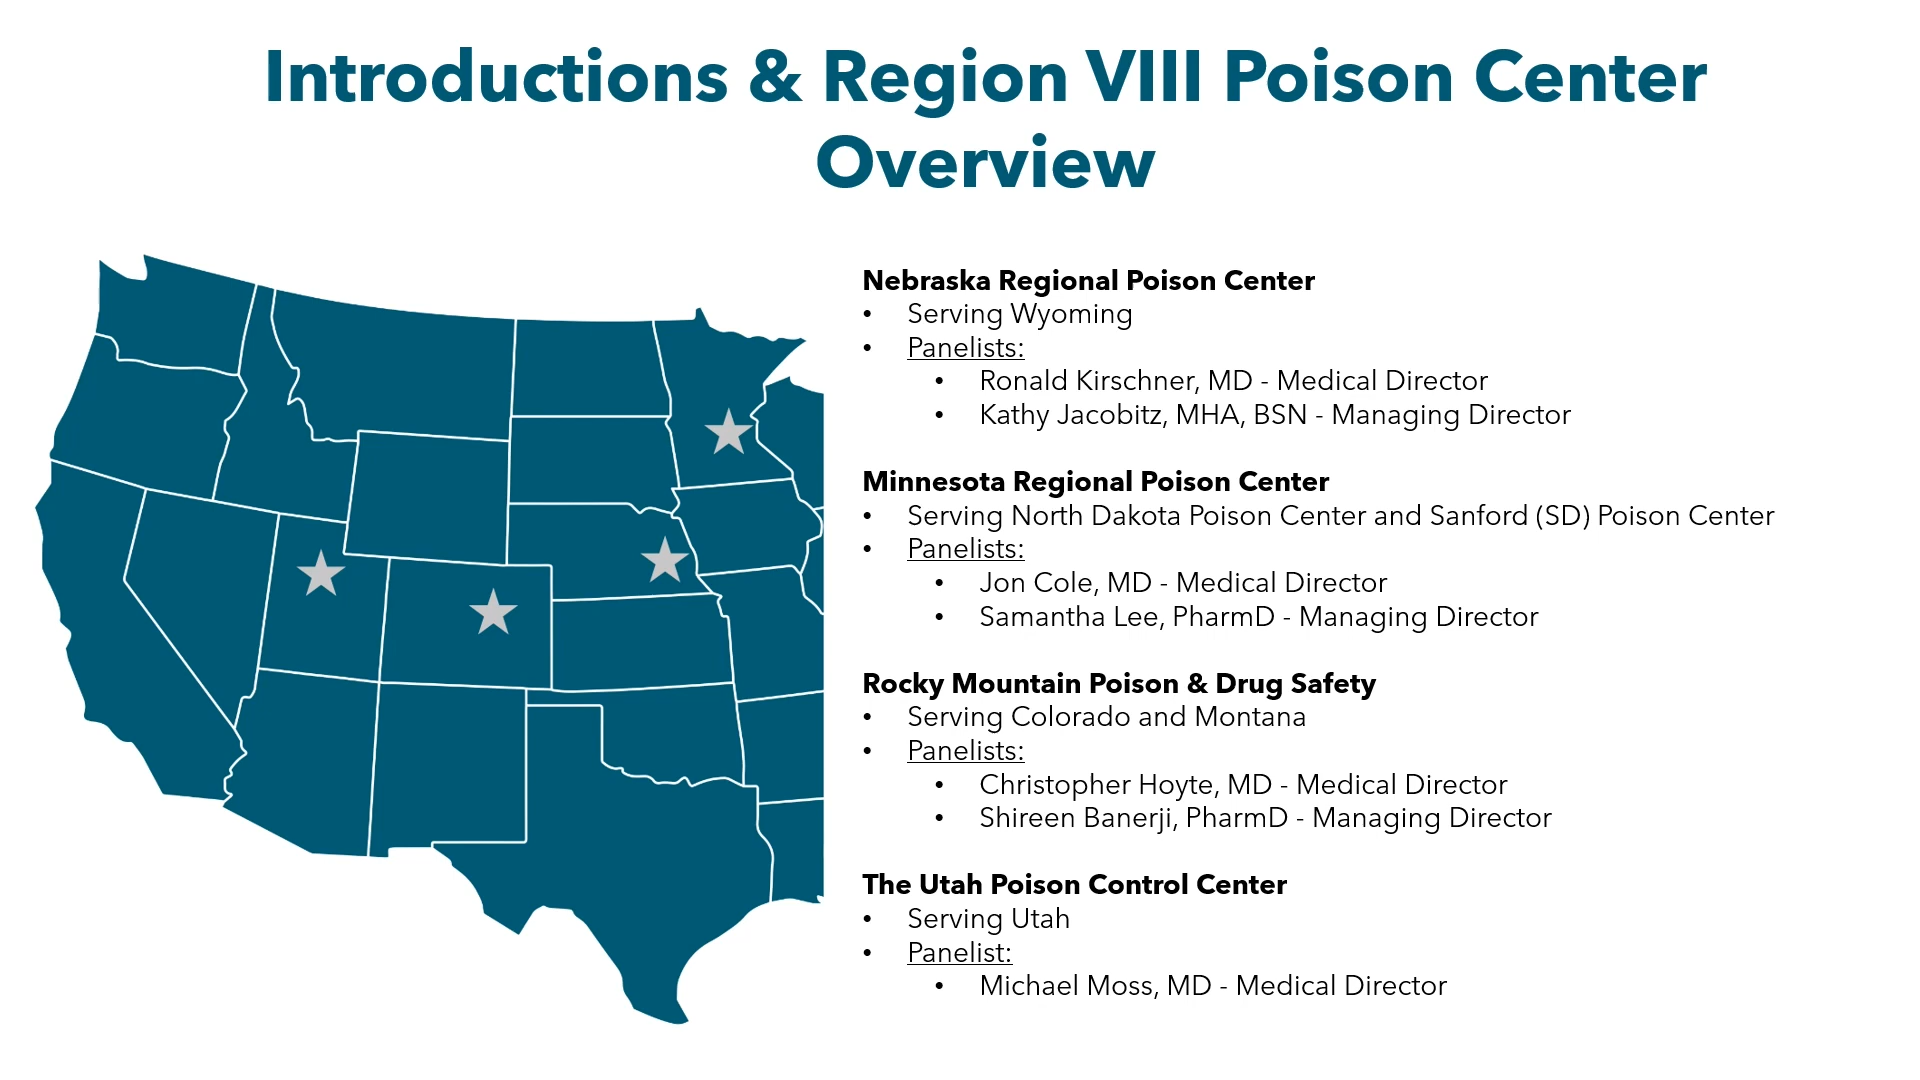 Introductions & Region VIII Poison Center
Overview
Nebraska Regional Poison Center
• Serving Wyoming
• Panelists:
• Ronald Kirschner, MD - Medical Director
• Kathy Jacobitz, MHA, BSN - Managing Director
Minnesota Regional Poison Center
• Serving North Dakota Poison Center and Sanford (SD) Poison Center
• Panelists:
• Jon Cole, MD - Medical Director
• Samantha Lee, PharmD - Managing Director
Rocky Mountain Poison & Drug Safety
• Serving Colorado and Montana
• Panelists:
• Christopher Hoyte, MD - Medical Director
• Shireen Banerji, PharmD - Managing Director
The Utah Poison Control Center
• Serving Utah
• Panelist:
• Michael Moss, MD - Medical Director